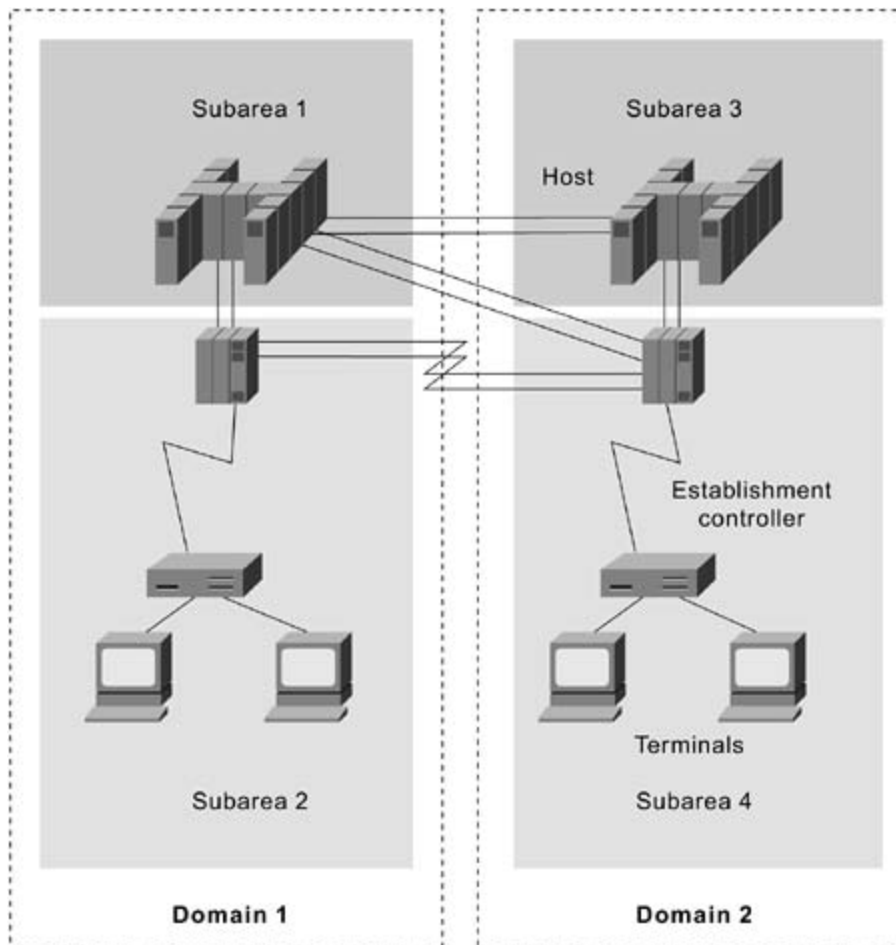 Subarea 1
Subarea 3
Host
Establishment
controller
Terminals
Subarea 2
Subarea 4
Domain 1
Domain 2